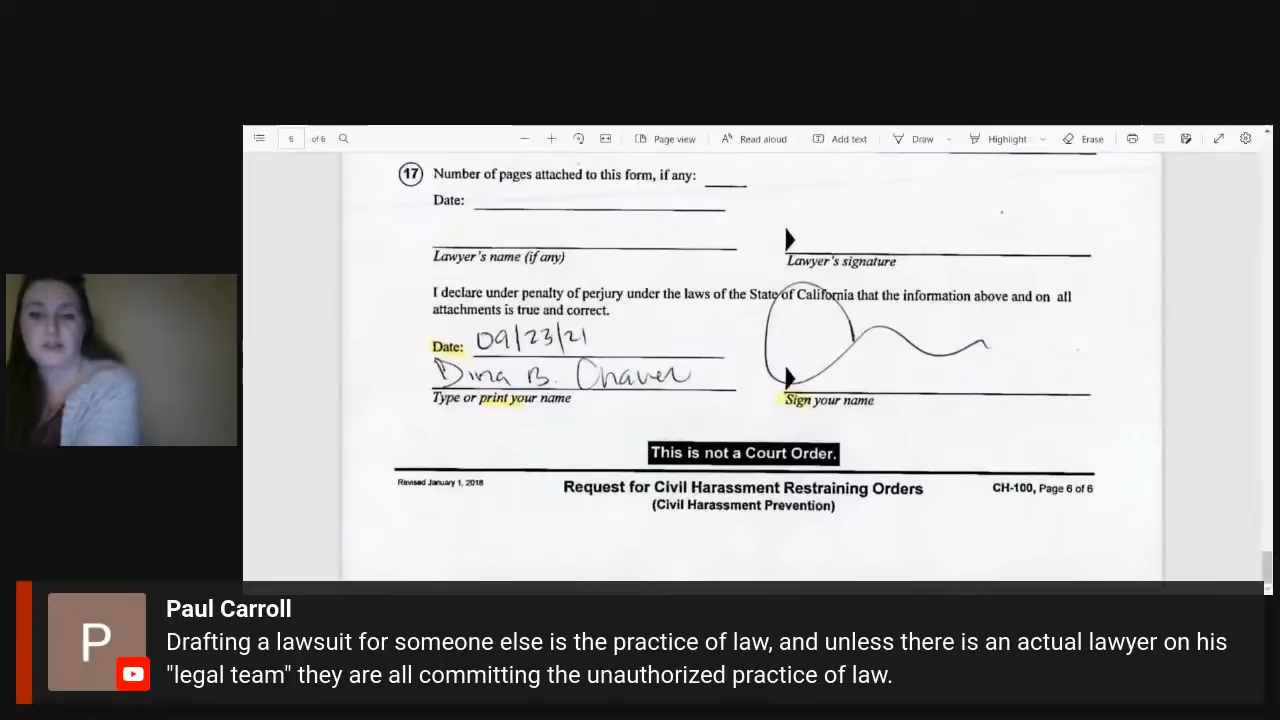 6 of 6 Page view Read aloud Add text Draw Highlight Erase
17 Number of pages attached to this form, if any:
Date:
Lawyer's name (if any) Lawyer's signature
I declare under penalty of perjury under the laws of the State of California that the information above and on all
attachments is true and correct.
Date: 09/23/21
Dina B.
Type or print your name Sign your name
This is not a Court Order.
Revised January 1, 2018 Request for Civil Harassment Restraining Orders CH-100, Page 6 of 6
(Civil Harassment Prevention)
Paul Carroll
P Drafting a lawsuit for someone else is the practice of law, and unless there is an actual lawyer on his
"legal team" they are all committing the unauthorized practice of law.